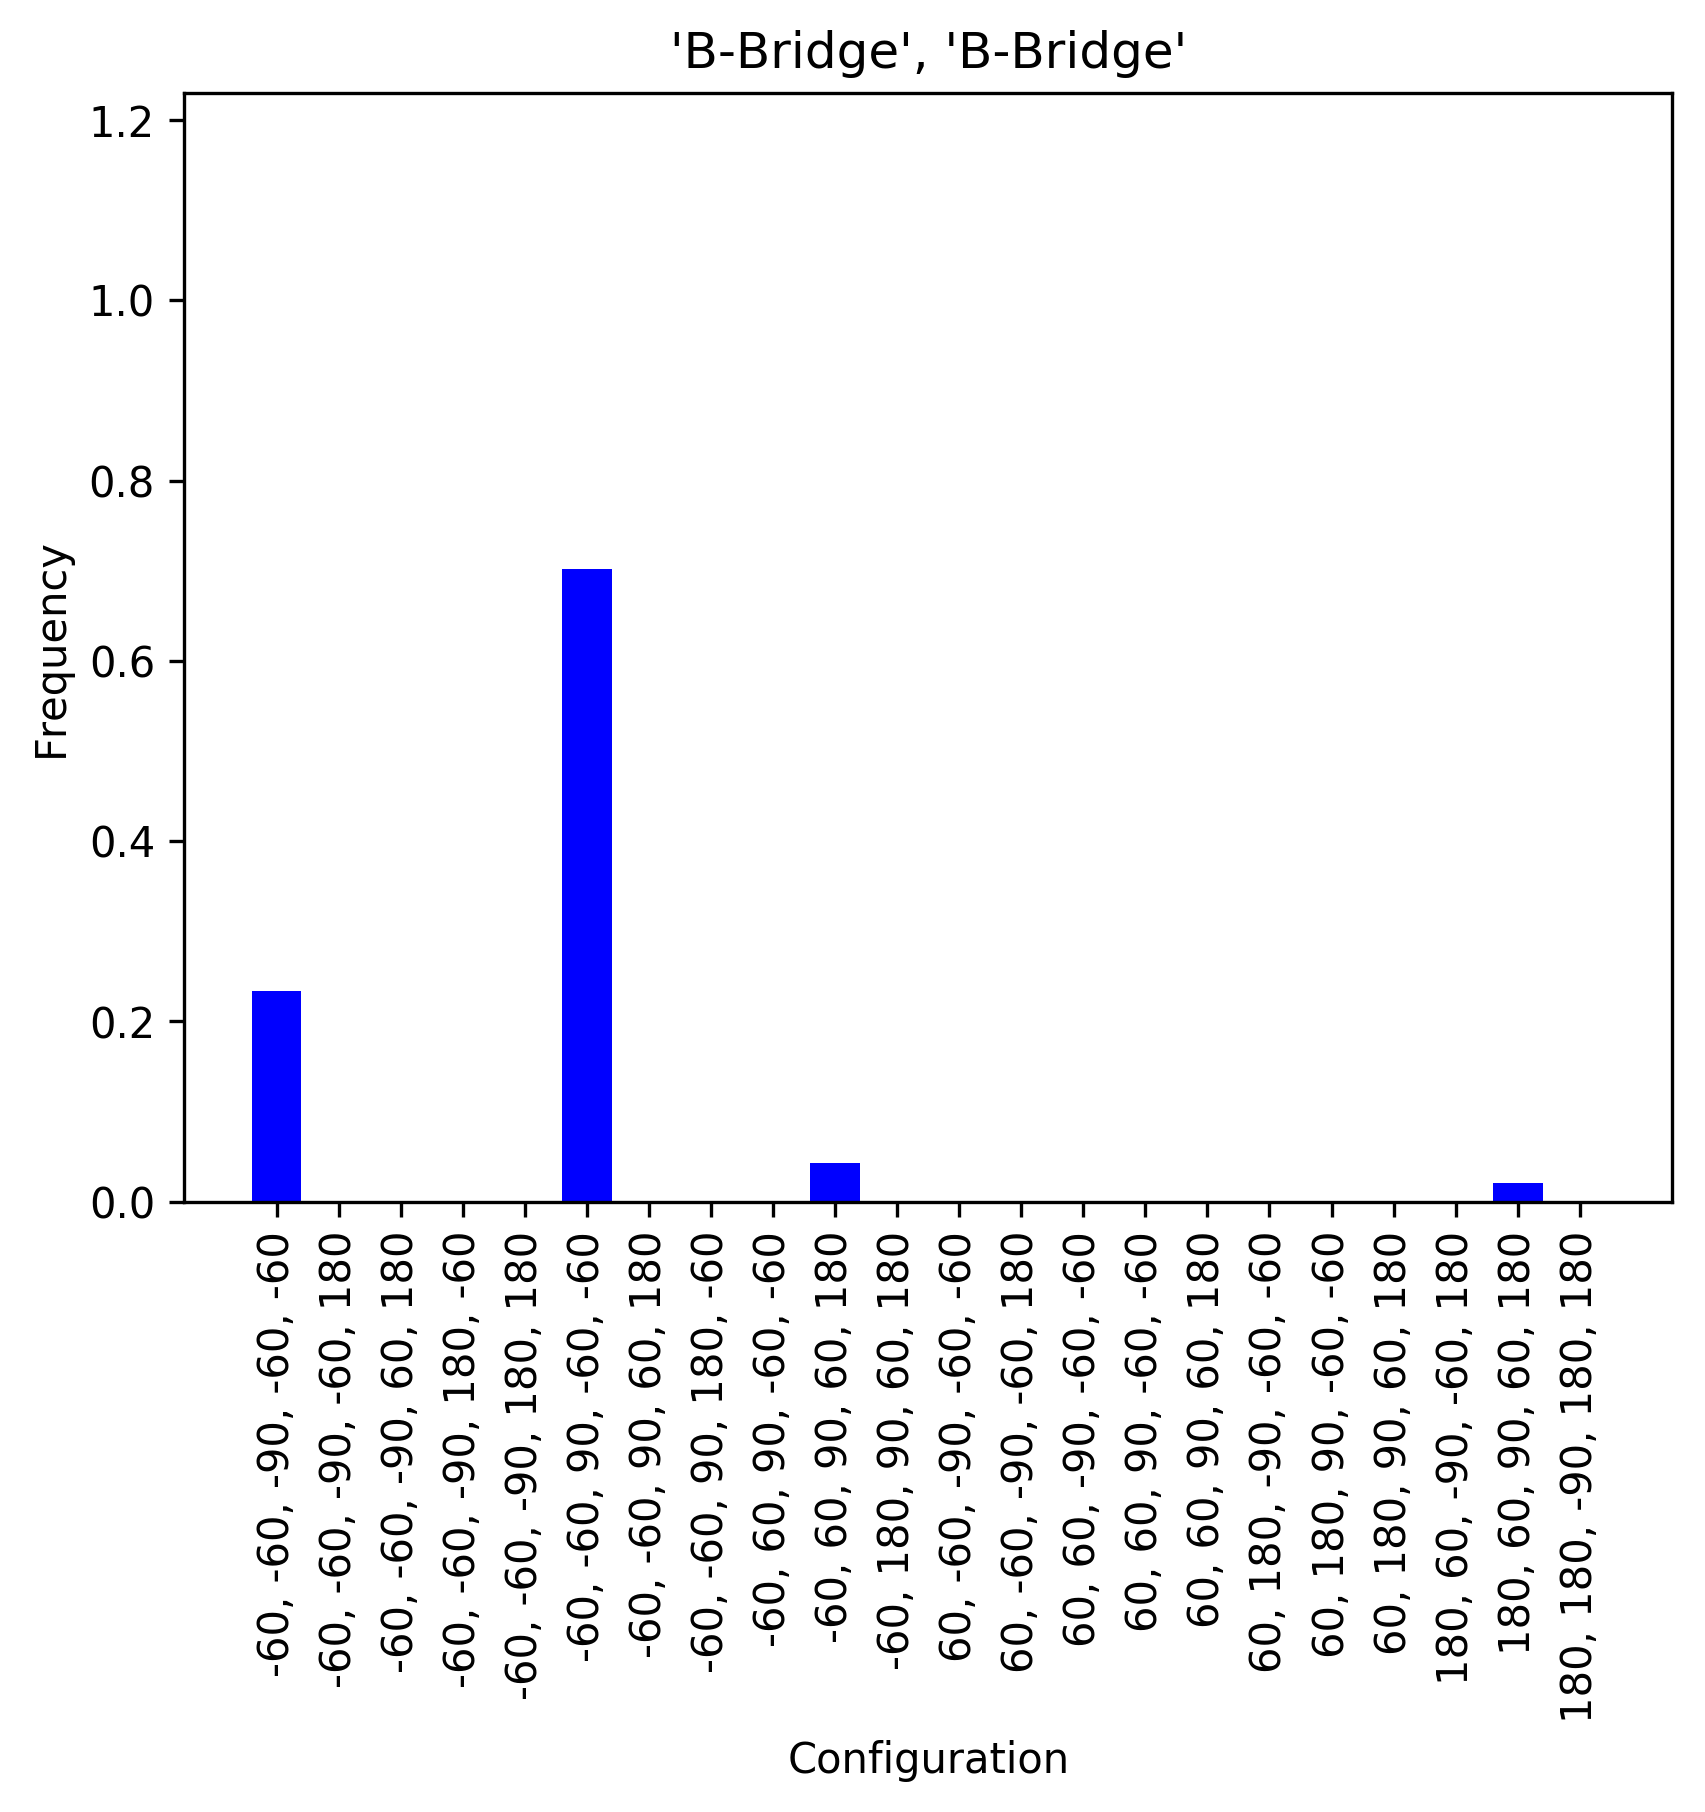 'B-Bridge', 'B-Bridge'
1.2
1.0
0.8
0.6
0.4
0.2
0.0
Frequency
-60, -60, -90, -60, -60
-60, -60, -90, -60, 180
-60, -60, -90, 60, 180
-60, -60, -90, 180, -60
-60, -60, -90, 180, 180
-60, -60, 90, -60, -60
-60, -60, 90, 60, 180
-60, -60, 90, 180, -60
-60, 60, 90, -60, -60
-60, 60, 90, 60, 180
-60, 180, 90, 60, 180
60, -60, -90, -60, -60
60, -60, -90, -60, 180
60, 60, -90, -60, -60
60, 60, 90, -60, -60
60, 60, 90, 60, 180
60, 180, -90, -60, -60
60, 180, 90, -60, -60
60, 180, 90, 60, 180
180, 60, -90, -60, 180
180, 60, 90, 60, 180
180, 180, -90, 180, 180
Configuration